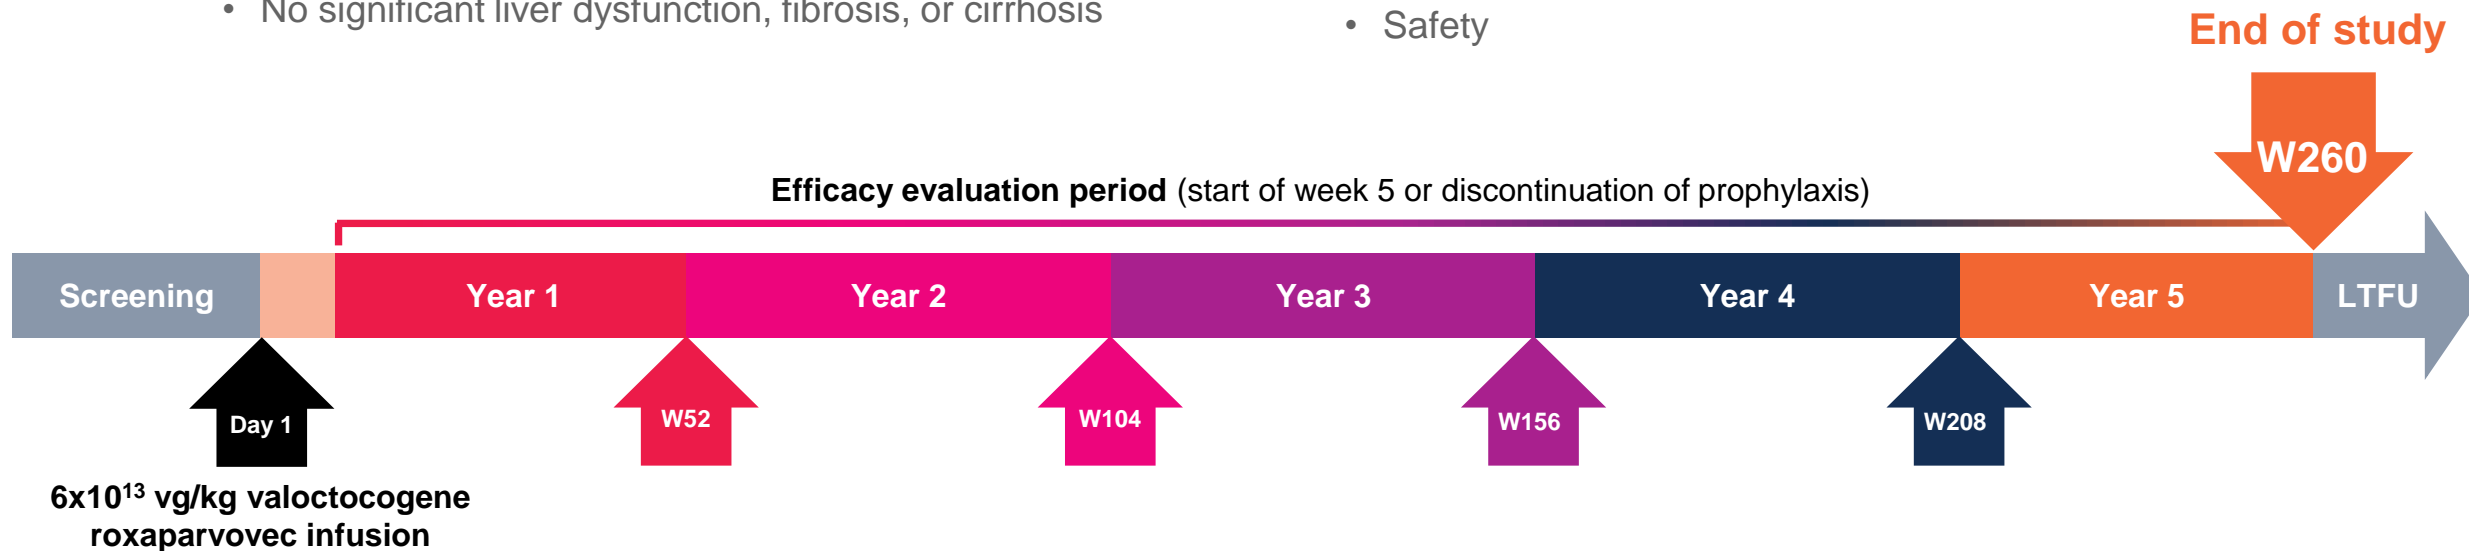 • No significant liver dysfunction, fibrosis, or cirrhosis
• Safety
End of study
W260
Efficacy evaluation period (start of week 5 or discontinuation of prophylaxis)
Screening
Year 1
Year 2
Year 3
Year 4
Year 5
LTFU
Day 1
W52
W104
W156
W208
6x10¹³ vg/kg valoctocogene
roxaparvovec infusion